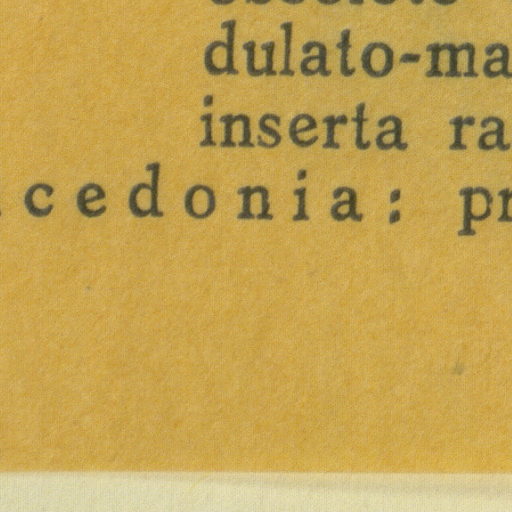 dulato-ma
inserta ra
cedonia: pr